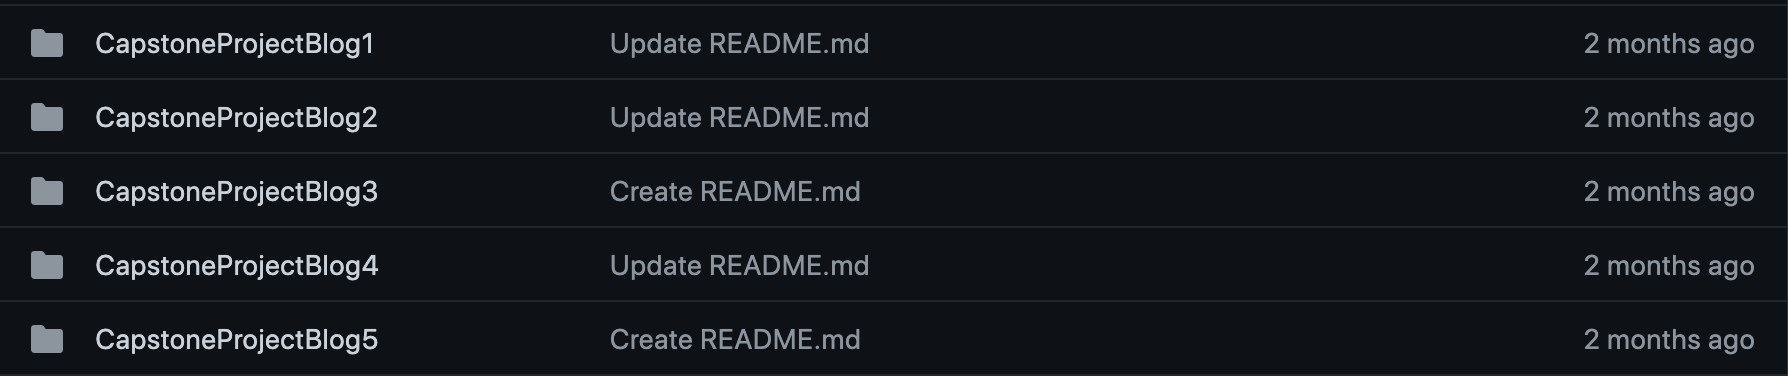 CapstoneProjectBlog1 Update README.md 2 months ago
CapstoneProjectBlog2 Update README.md 2 months ago
CapstoneProjectBlog3 Create README.md 2 months ago
CapstoneProjectBlog4 Update README.md 2 months ago
CapstoneProjectBlog5 Create README.md 2 months ago